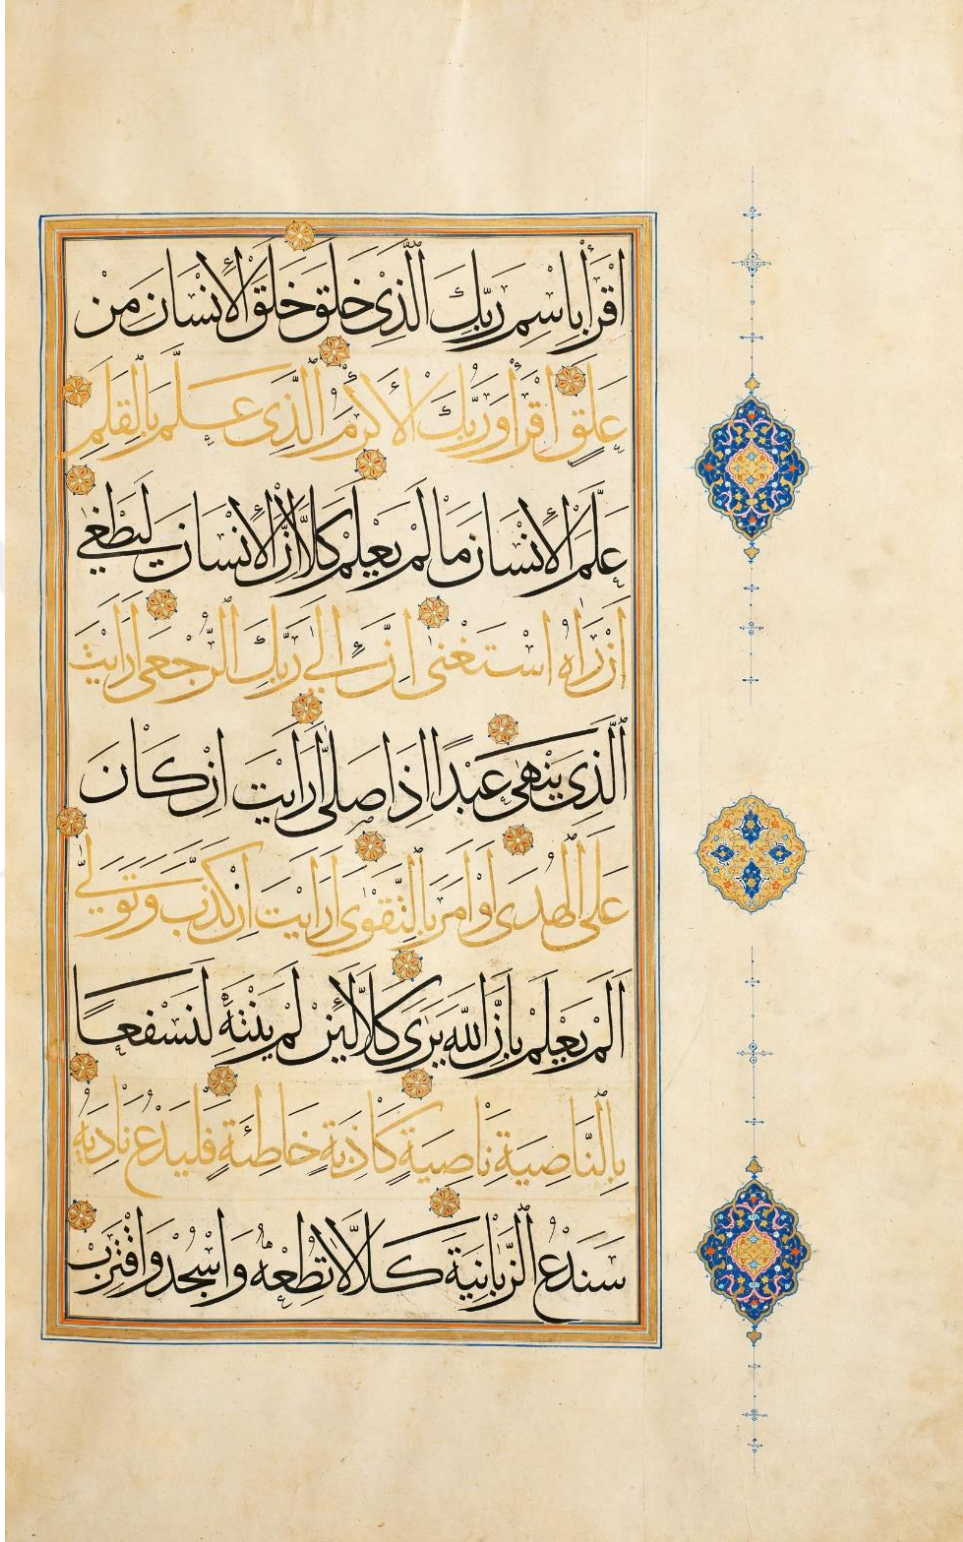 اقرأ باسم ربك الذى خلق خلق الانسان من
علق اقرأ وربك الاكرم الذى علم بالقلم
علم الانسان ما لم يعلم كلا ان الانسان ليطغى
ان راه استغنى ان الى ربك الرجعى ارايت
الذى ينهى عبدا اذا صلى ارايت ان كان
على الهدى او امر بالتقوى ارايت ان كذب وتولى
الم يعلم بان الله يرى كلا لئن لم ينته لنسفعا
بالناصية ناصية كاذبة خاطئة فليدع ناديه
سندع الزبانية كلا لا تطعه واسجد واقترب